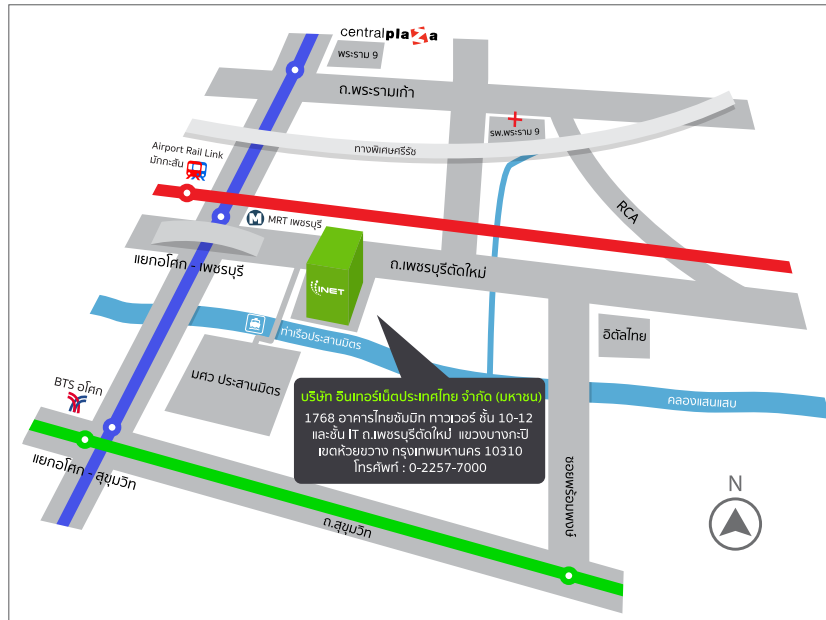 centralplaza
พระราม 9
ถ.พระรามเก้า
รพ.พระราม 9
ทางพิเศษศรีรัช
Airport Rail Link
มักกะสัน
RCA
M MRT เพชรบุรี
แยกอโศก - เพชรบุรี
ถ.เพชรบุรีตัดใหม่
INET
ท่าเรือประสานมิตร
อิตัลไทย
มศว ประสานมิตร
BTS อโศก
คลองแสนแสบ
บริษัท อินเทอร์เน็ตประเทศไทย จำกัด (มหาชน)
1768 อาคารไทยซัมมิท ทาวเวอร์ ชั้น 10-12
และชั้น IT ถ.เพชรบุรีตัดใหม่ แขวงบางกะปิ
เขตห้วยขวาง กรุงเทพมหานคร 10310
โทรศัพท์ : 0-2257-7000
แยกอโศก - สุขุมวิท
ซอยพร้อมพงษ์
ถ.สุขุมวิท
N